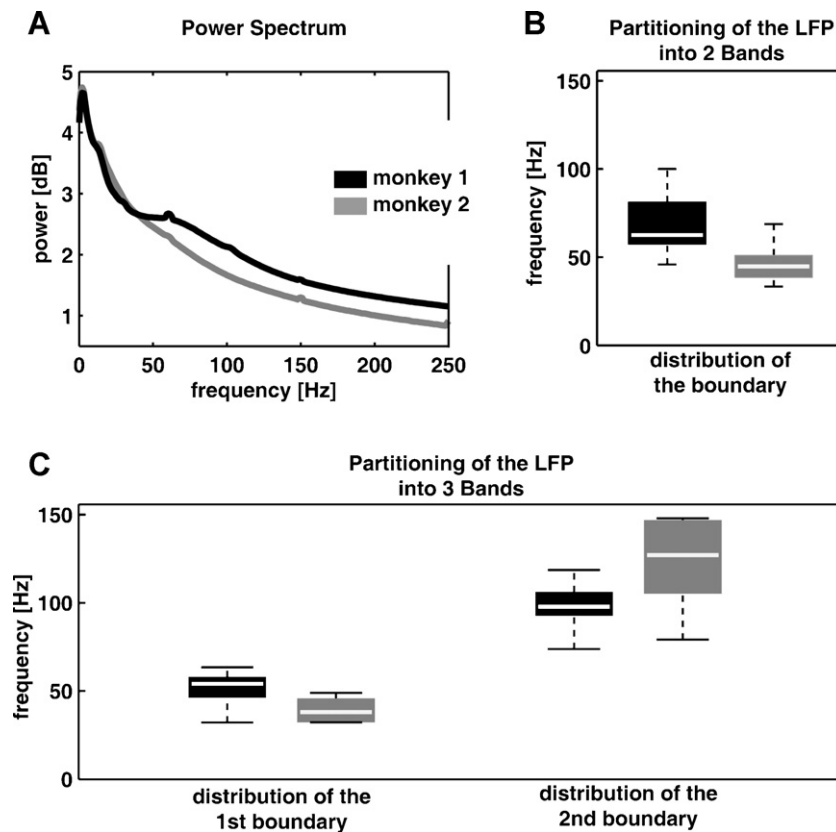 A
Power Spectrum
5
4
3
2
1
power [dB]
monkey 1
monkey 2
0 50 100 150 200 250
frequency [Hz]
B
Partitioning of the LFP
into 2 Bands
150
100
50
0
frequency [Hz]
distribution of
the boundary
C
Partitioning of the LFP
into 3 Bands
150
100
50
0
frequency [Hz]
distribution of the
1st boundary
distribution of the
2nd boundary